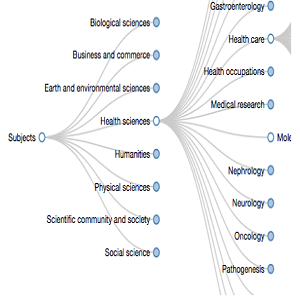 Gastroenterology
Biological sciences
Health care
Business and commerce
Health occupations
Earth and environmental sciences
Medical research
Health sciences
Subjects
Humanities
Nephrology
Physical sciences
Neurology
Scientific community and society
Oncology
Social science
Pathogenesis